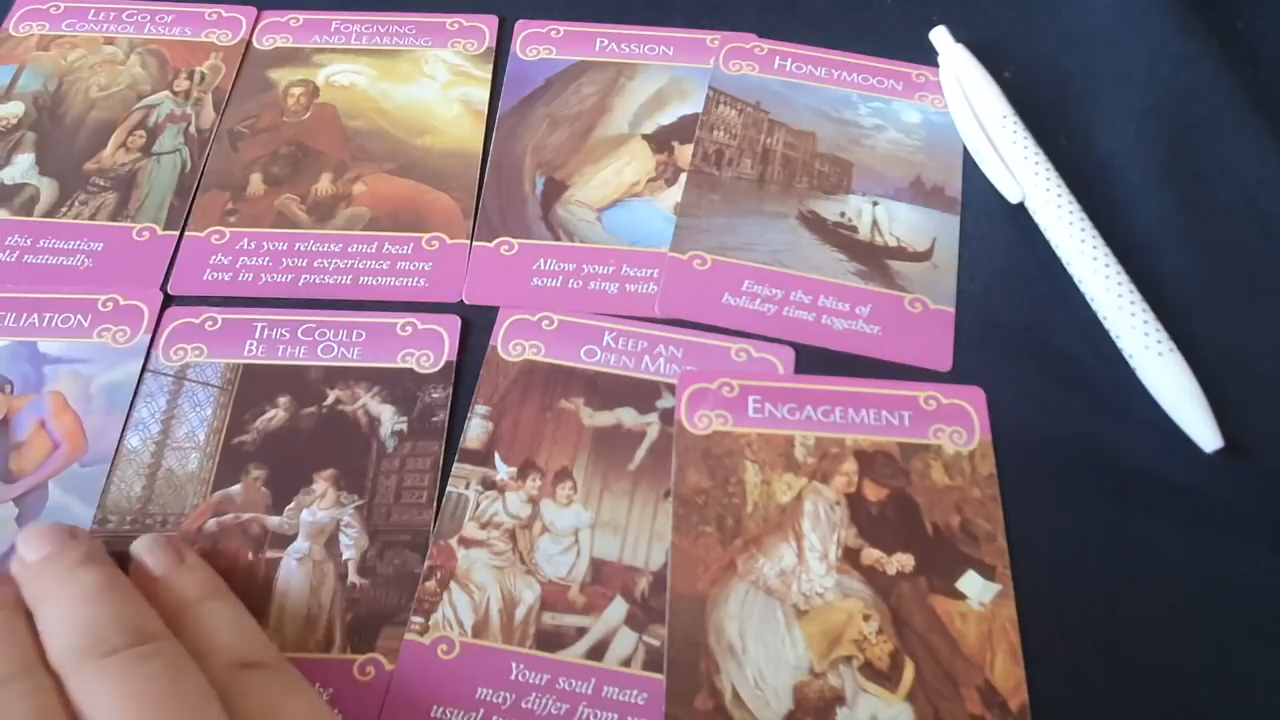 LET GO OF
CONTROL ISSUES
this situation
naturally.
FORGIVING
AND LEARNING
As you release and heal
the past, you experience more
love in your present moments.
PASSION
Allow your heart
soul to sing with
HONEYMOON
Enjoy the bliss of
holiday time together.
CILIATION
THIS COULD
BE THE ONE
be
KEEP AN
OPEN MIND
Your soul mate
may differ from
usual
ENGAGEMENT